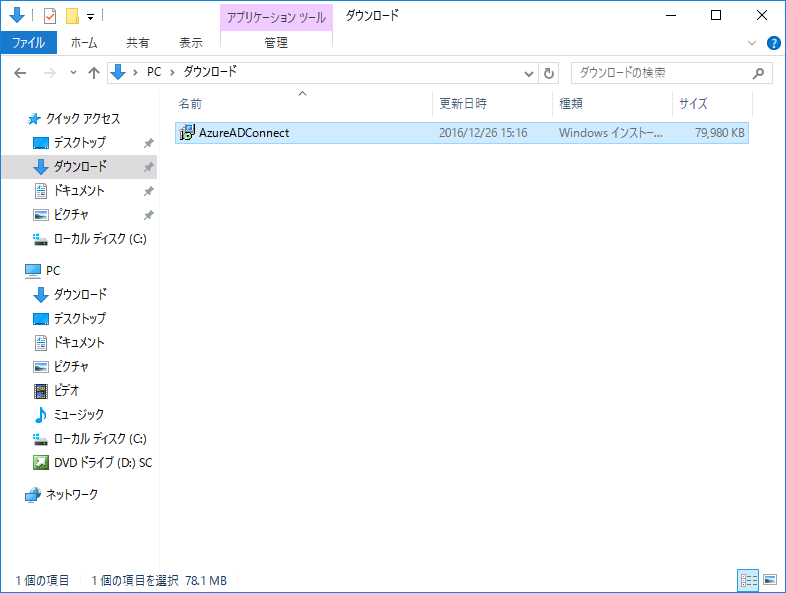 アプリケーション ツール ダウンロード
ファイル ホーム 共有 表示 管理
PC ダウンロード ダウンロードの検索
名前 更新日時 種類 サイズ
AzureADConnect 2016/12/26 15:16 Windows インストー... 79,980 KB
クイック アクセス
デスクトップ
ダウンロード
ドキュメント
ピクチャ
ローカル ディスク (C:)
PC
ダウンロード
デスクトップ
ドキュメント
ピクチャ
ビデオ
ミュージック
ローカル ディスク (C:)
DVD ドライブ (D:) SC
ネットワーク
1 個の項目 1 個の項目を選択 78.1 MB